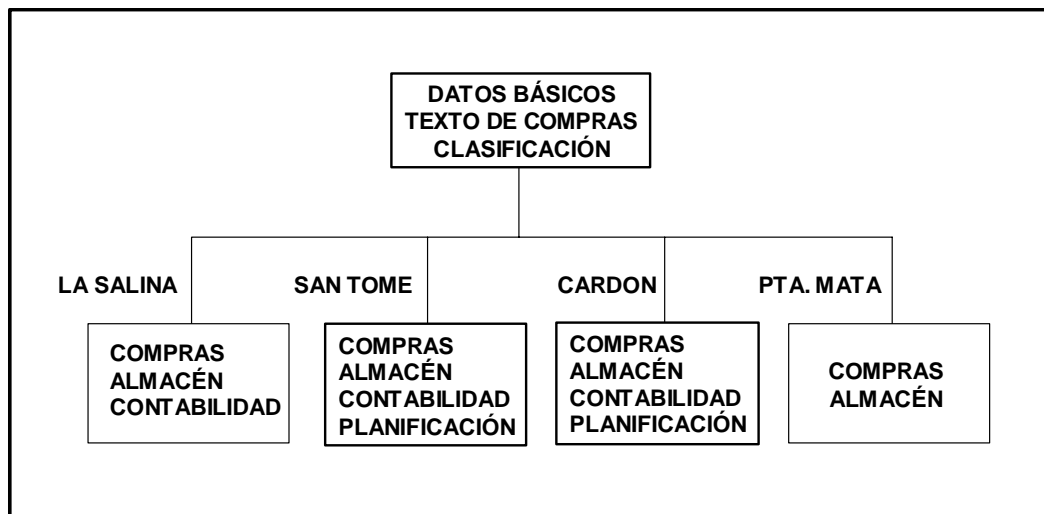 DATOS BÁSICOS
TEXTO DE COMPRAS
CLASIFICACIÓN
LA SALINA
SAN TOME
CARDON
PTA. MATA
COMPRAS
ALMACÉN
CONTABILIDAD
COMPRAS
ALMACÉN
CONTABILIDAD
PLANIFICACIÓN
COMPRAS
ALMACÉN
CONTABILIDAD
PLANIFICACIÓN
COMPRAS
ALMACÉN